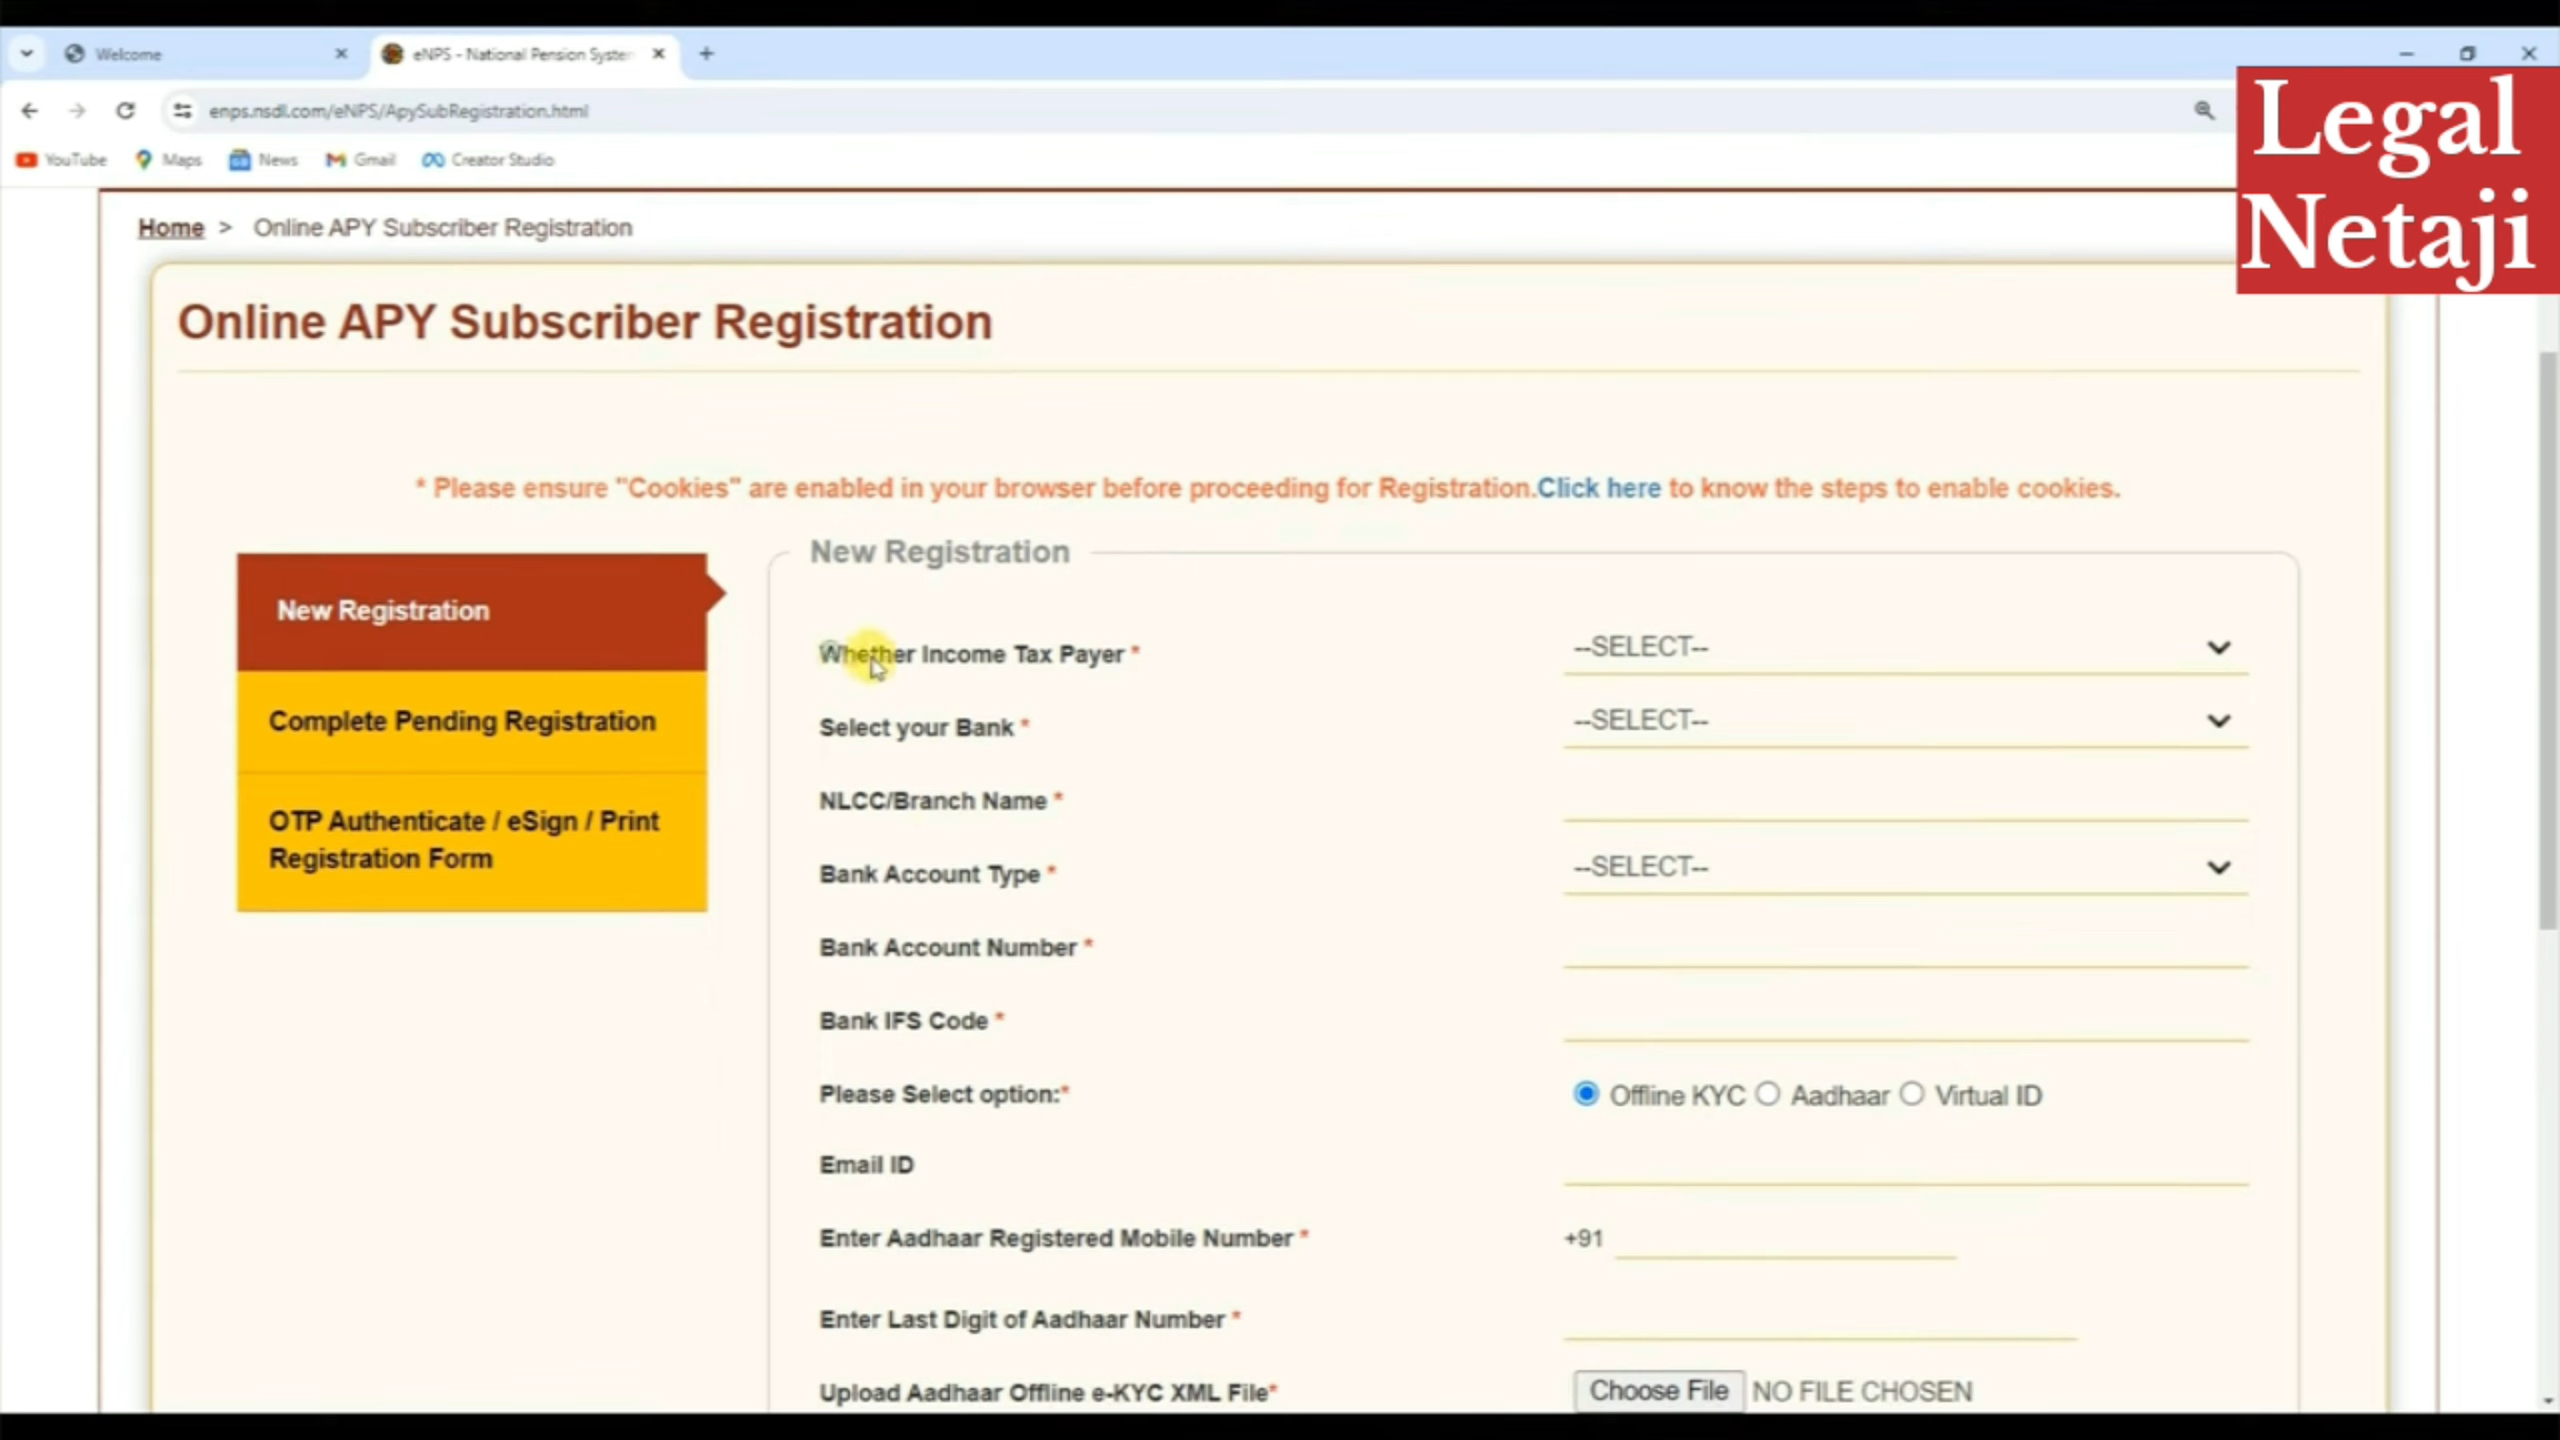 Welcome
eNPS - National Pension System
enps.nsdl.com/eNPS/ApySubRegistration.html
YouTube Maps News Gmail Creator Studio
Legal
Netaji
Home > Online APY Subscriber Registration
Online APY Subscriber Registration
* Please ensure "Cookies" are enabled in your browser before proceeding for Registration.Click here to know the steps to enable cookies.
New Registration
Complete Pending Registration
OTP Authenticate / eSign / Print
Registration Form
New Registration
Whether Income Tax Payer * --SELECT--
Select your Bank * --SELECT--
NLCC/Branch Name *
Bank Account Type * --SELECT--
Bank Account Number *
Bank IFS Code *
Please Select option:* Offline KYC Aadhaar Virtual ID
Email ID
Enter Aadhaar Registered Mobile Number * +91
Enter Last Digit of Aadhaar Number *
Upload Aadhaar Offline e-KYC XML File* Choose File NO FILE CHOSEN